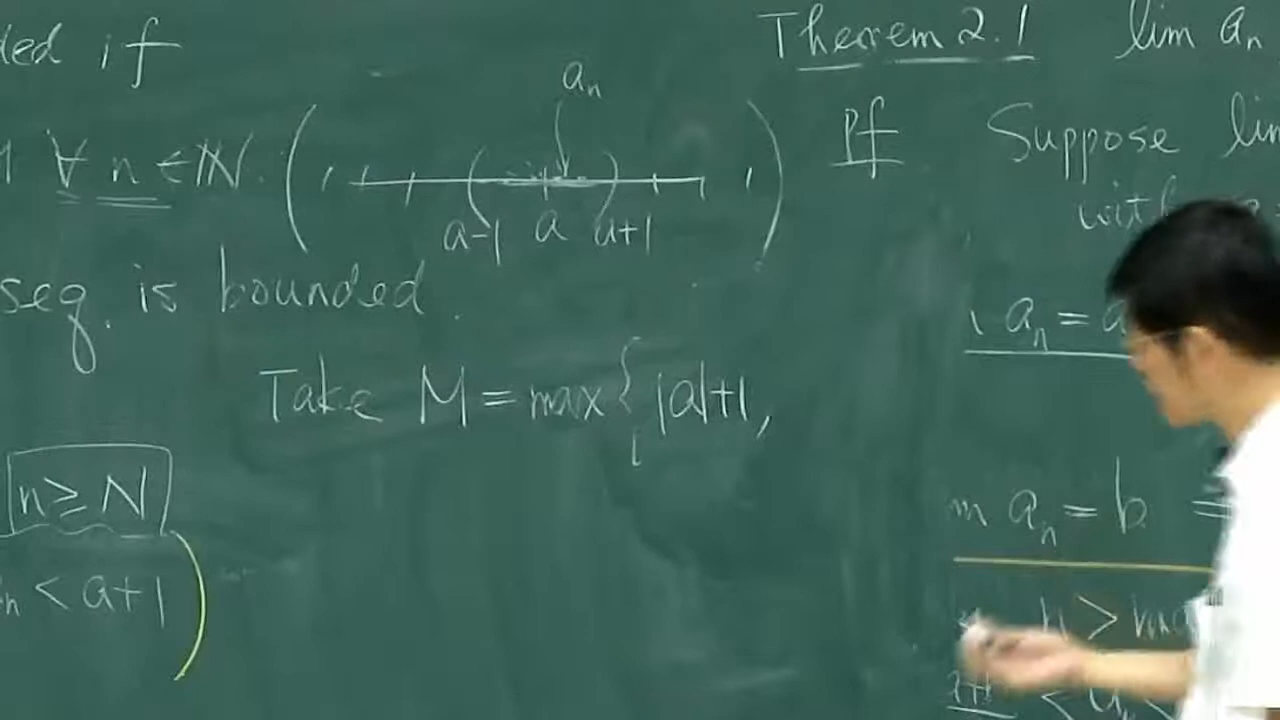 ded if
∀ n ∈ ℕ.
aₙ
( a-1 a a+1 )
seq. is bounded.
Take M = max { |a|+1,
n ≥ N
n < a+1 )
Theorem 2.1 lim aₙ
Pf Suppose lim
with
aₙ = a
m aₙ = b
N > max